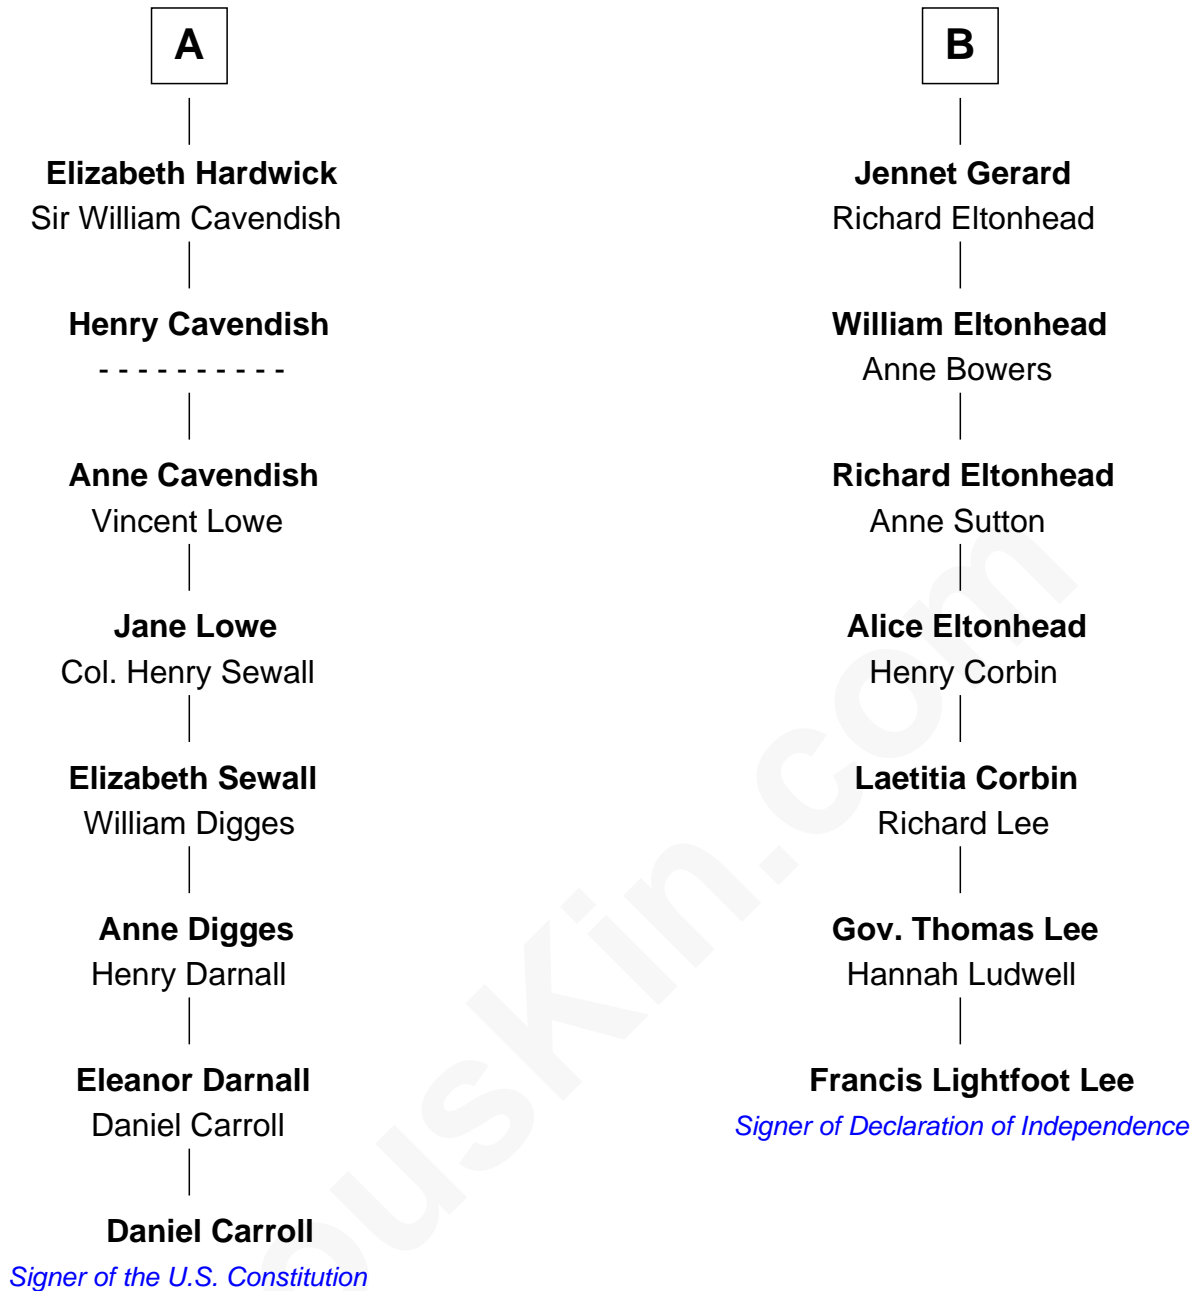 A
Elizabeth Hardwick
Sir William Cavendish
Henry Cavendish
- - - - - - - - - -
Anne Cavendish
Vincent Lowe
Jane Lowe
Col. Henry Sewall
Elizabeth Sewall
William Digges
Anne Digges
Henry Darnall
Eleanor Darnall
Daniel Carroll
Daniel Carroll
Signer of the U.S. Constitution
B
Jennet Gerard
Richard Eltonhead
William Eltonhead
Anne Bowers
Richard Eltonhead
Anne Sutton
Alice Eltonhead
Henry Corbin
Laetitia Corbin
Richard Lee
Gov. Thomas Lee
Hannah Ludwell
Francis Lightfoot Lee
Signer of Declaration of Independence
ousKin.com